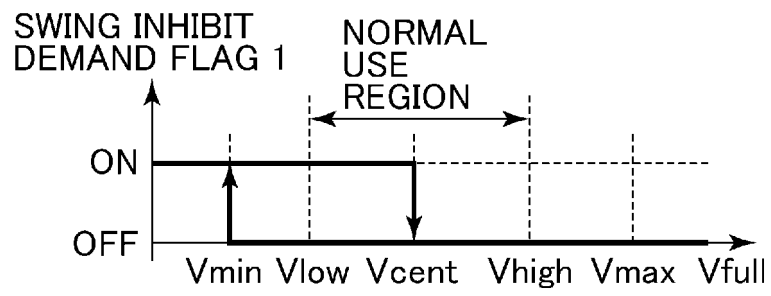 SWING INHIBIT
DEMAND FLAG 1
NORMAL
USE
REGION
ON
OFF
Vmin Vlow Vcent Vhigh Vmax Vfull